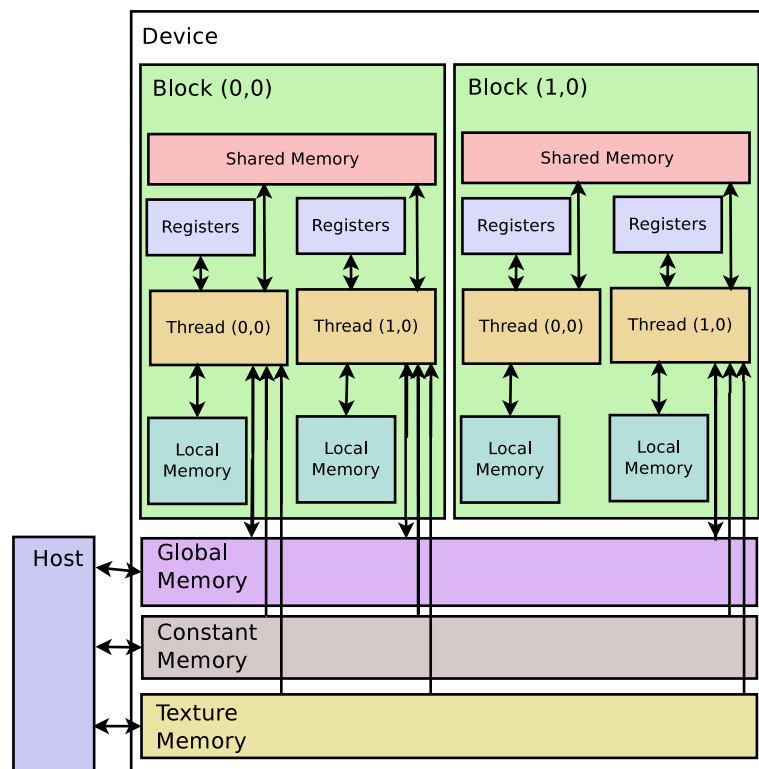 Device
Block (0,0)
Block (1,0)
Shared Memory
Shared Memory
Registers
Registers
Registers
Registers
Thread (0,0)
Thread (1,0)
Thread (0,0)
Thread (1,0)
Local
Memory
Local
Memory
Local
Memory
Local
Memory
Host
Global
Memory
Constant
Memory
Texture
Memory